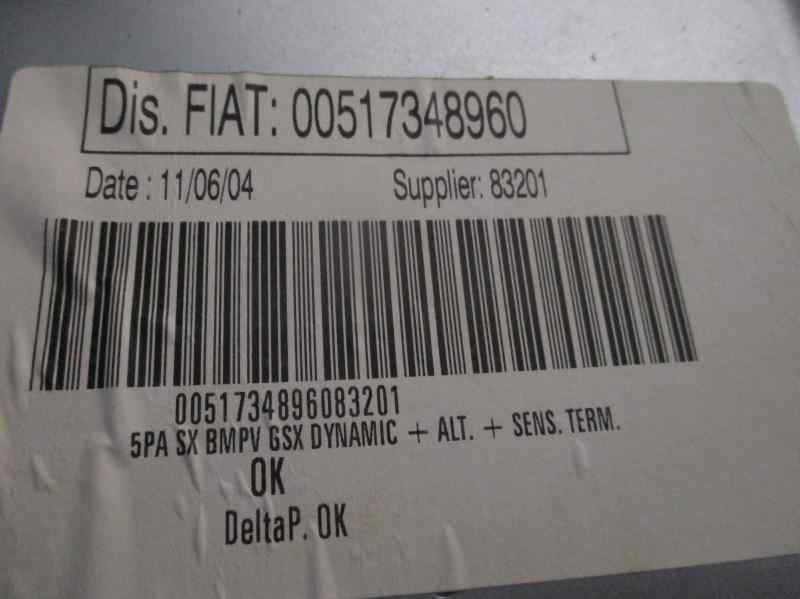 Dis. FIAT: 00517348960
Date : 11/06/04 Supplier: 83201
0051734896083201
5PA SX BMPV GSX DYNAMIC + ALT. + SENS. TERM.
OK
DeltaP. OK